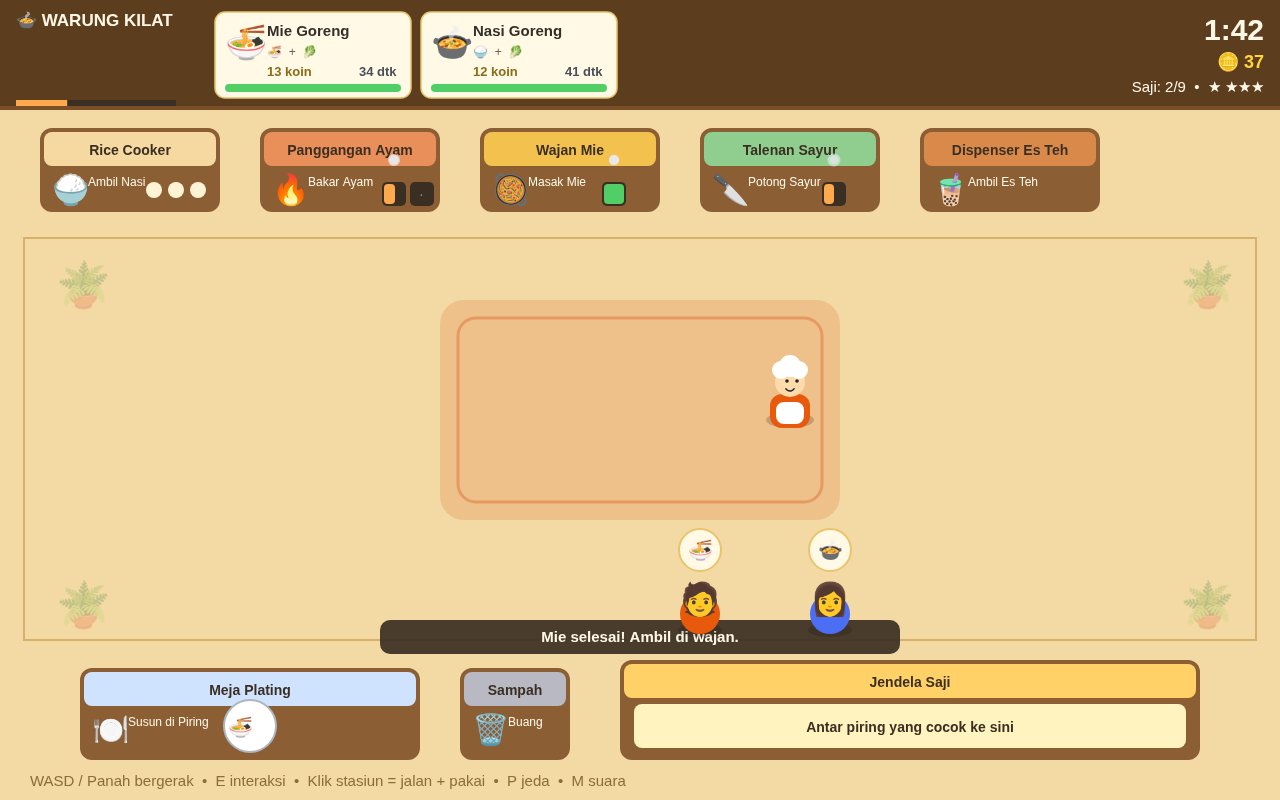 WARUNG KILAT
Mie Goreng
+
13 koin 34 dtk
Nasi Goreng
+
12 koin 41 dtk
1:42
37
Saji: 2/9 • ★ ★★★
Rice Cooker
Ambil Nasi
Panggangan Ayam
Bakar Ayam
Wajan Mie
Masak Mie
Talenan Sayur
Potong Sayur
Dispenser Es Teh
Ambil Es Teh
Mie selesai! Ambil di wajan.
Meja Plating
Susun di Piring
Sampah
Buang
Jendela Saji
Antar piring yang cocok ke sini
WASD / Panah bergerak • E interaksi • Klik stasiun = jalan + pakai • P jeda • M suara